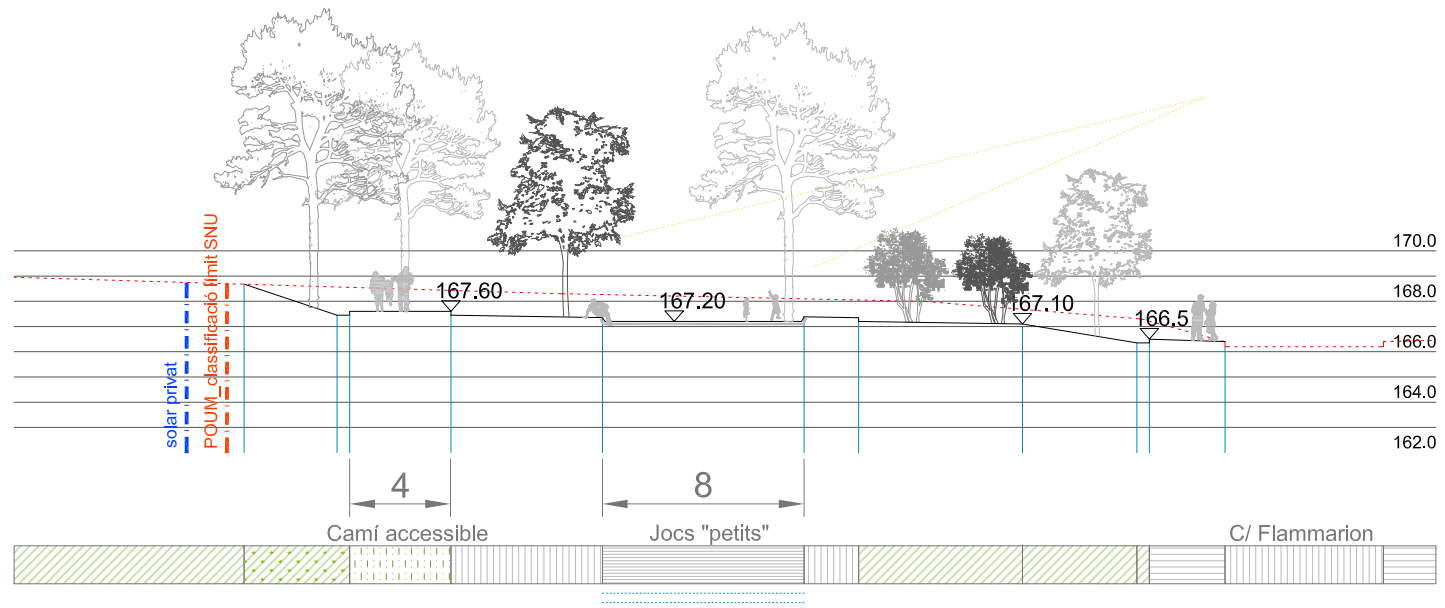 170.0
168.0
167.60
167.20
167.10
166.5
166.0
164.0
162.0
solar privat
POUM_classificació límit SNU
4
8
Camí accessible
Jocs "petits"
C/ Flammarion